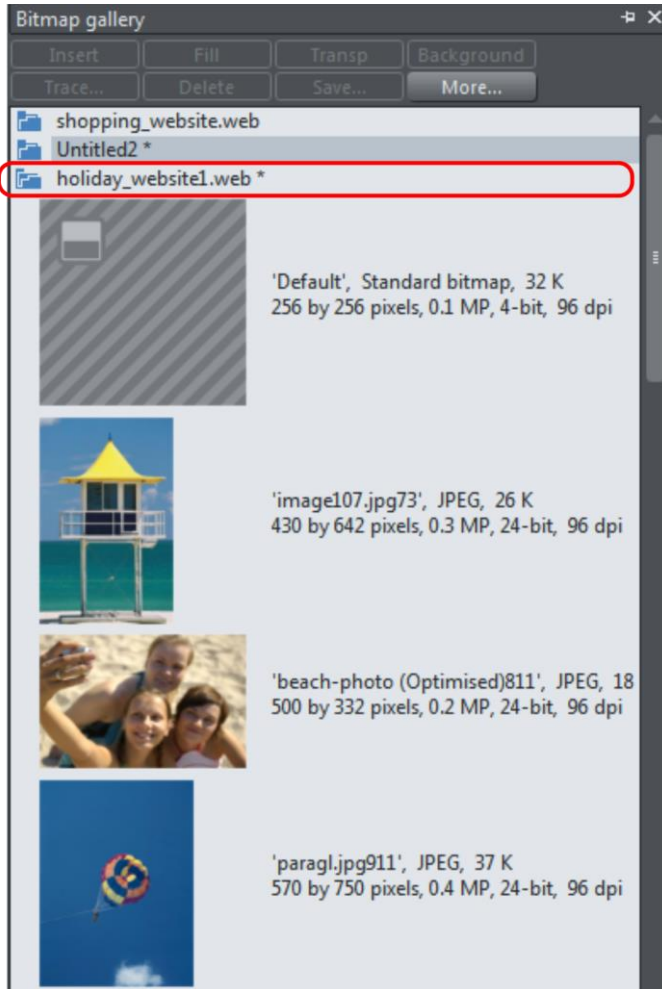 Bitmap gallery
Insert Fill Transp Background
Trace... Delete Save... More...
shopping_website.web
Untitled2 *
holiday_website1.web *
'Default', Standard bitmap, 32 K
256 by 256 pixels, 0.1 MP, 4-bit, 96 dpi
'image107.jpg73', JPEG, 26 K
430 by 642 pixels, 0.3 MP, 24-bit, 96 dpi
'beach-photo (Optimised)811', JPEG, 18
500 by 332 pixels, 0.2 MP, 24-bit, 96 dpi
'paragl.jpg911', JPEG, 37 K
570 by 750 pixels, 0.4 MP, 24-bit, 96 dpi